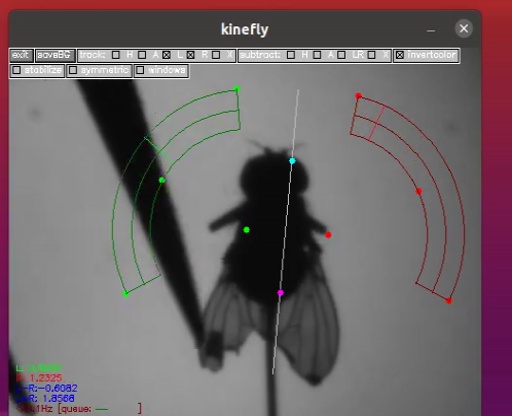 kinefly
exit saveBG track: H A L R X subtract: H A LR X invertcolor
stabilize symmetric windows
R: 1.2325
L-R:-0.6082
L+R: 1.8568
[queue: ]